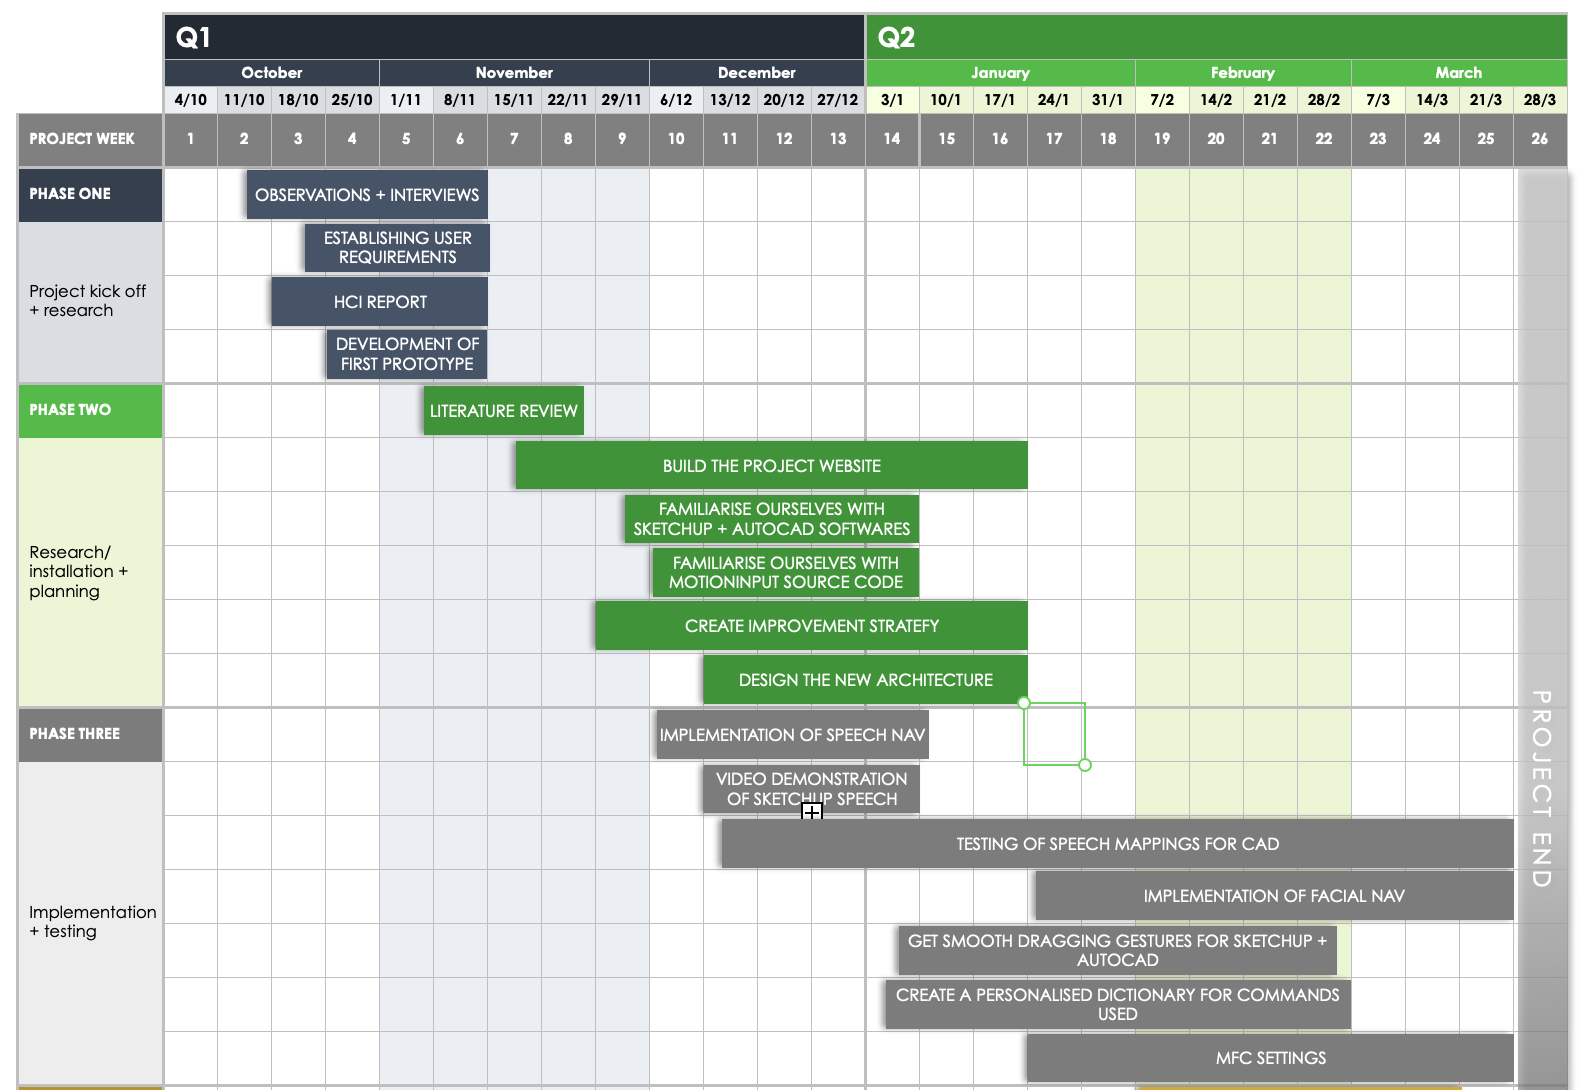 Q1 Q2
October November December January February March
4/10 11/10 18/10 25/10 1/11 8/11 15/11 22/11 29/11 6/12 13/12 20/12 27/12 3/1 10/1 17/1 24/1 31/1 7/2 14/2 21/2 28/2 7/3 14/3 21/3 28/3
PROJECT WEEK 1 2 3 4 5 6 7 8 9 10 11 12 13 14 15 16 17 18 19 20 21 22 23 24 25 26
PHASE ONE
OBSERVATIONS + INTERVIEWS
ESTABLISHING USER
REQUIREMENTS
Project kick off
+ research
HCI REPORT
DEVELOPMENT OF
FIRST PROTOTYPE
PHASE TWO
LITERATURE REVIEW
BUILD THE PROJECT WEBSITE
FAMILIARISE OURSELVES WITH
SKETCHUP + AUTOCAD SOFTWARES
Research/
installation +
planning
FAMILIARISE OURSELVES WITH
MOTIONINPUT SOURCE CODE
CREATE IMPROVEMENT STRATEFY
DESIGN THE NEW ARCHITECTURE
PHASE THREE
IMPLEMENTATION OF SPEECH NAV
VIDEO DEMONSTRATION
OF SKETCHUP SPEECH
TESTING OF SPEECH MAPPINGS FOR CAD
IMPLEMENTATION OF FACIAL NAV
Implementation
+ testing
GET SMOOTH DRAGGING GESTURES FOR SKETCHUP +
AUTOCAD
CREATE A PERSONALISED DICTIONARY FOR COMMANDS
USED
MFC SETTINGS
PROJECT END